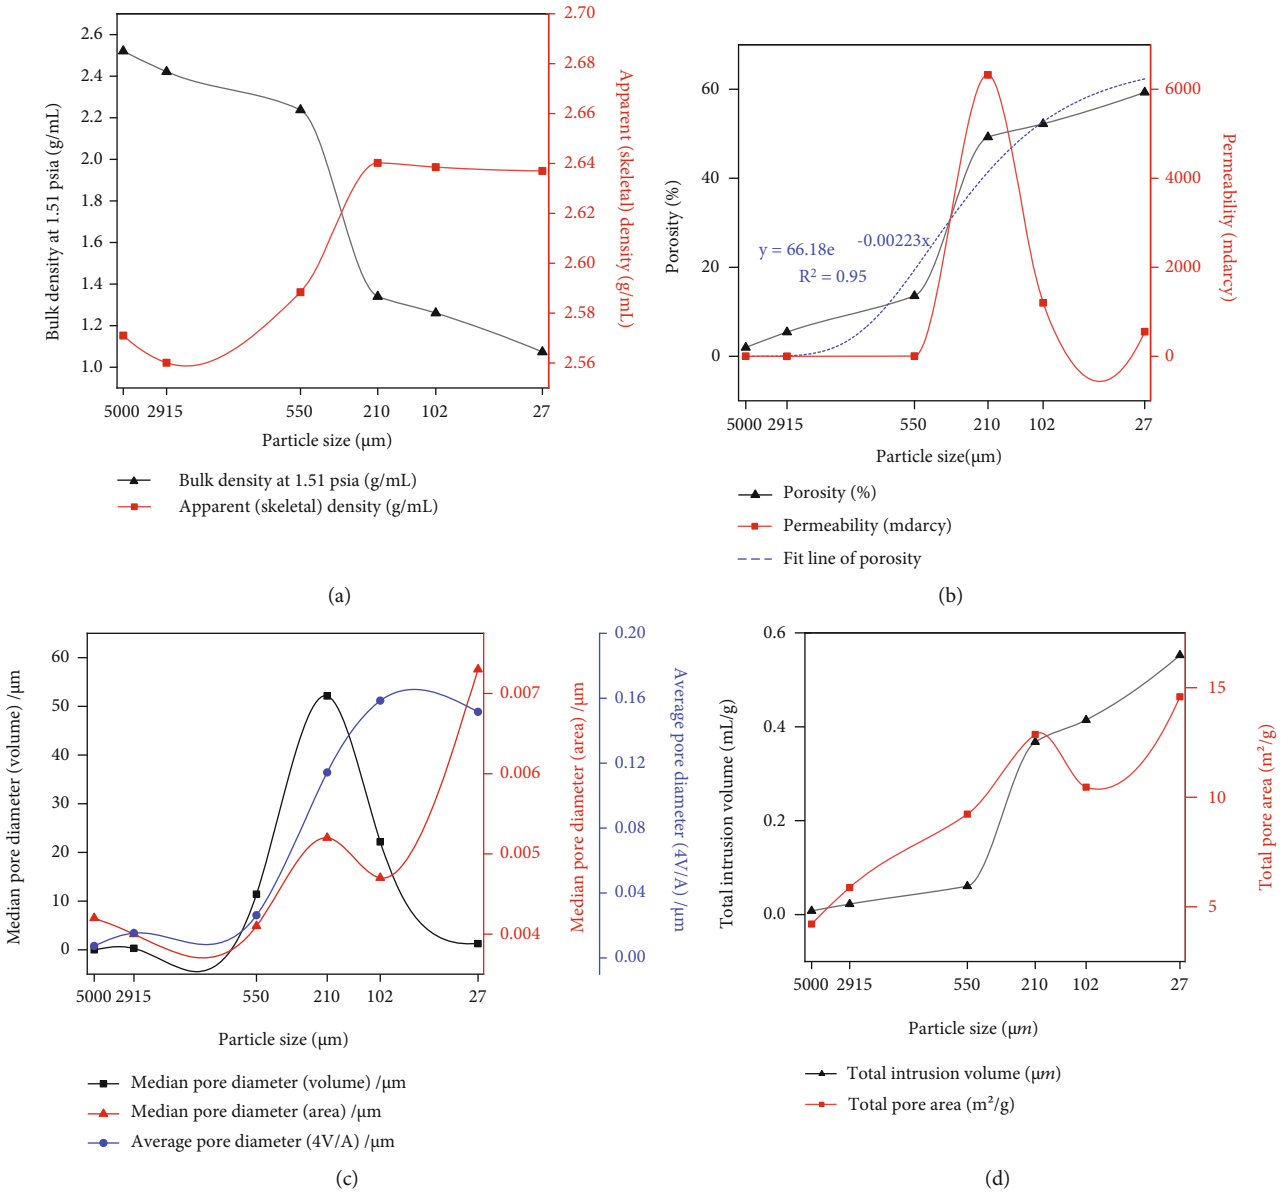 2.6
2.4
2.2
2.0
1.8
1.6
1.4
1.2
1.0
Bulk density at 1.51 psia (g/mL)
2.70
2.68
2.66
2.64
2.62
2.60
2.58
2.56
Apparent (skeletal) density (g/mL)
5000 2915 550 210 102 27
Particle size (μm)
Bulk density at 1.51 psia (g/mL)
Apparent (skeletal) density (g/mL)
(a)
60
40
20
0
Porosity (%)
6000
4000
2000
0
Permeability (mdarcy)
y = 66.18e -0.00223x
R² = 0.95
5000 2915 550 210 102 27
Particle size(μm)
Porosity (%)
Permeability (mdarcy)
Fit line of porosity
(b)
60
50
40
30
20
10
0
Median pore diameter (volume) /μm
0.007
0.006
0.005
0.004
Median pore diameter (area) /μm
0.20
0.16
0.12
0.08
0.04
0.00
Average pore diameter (4V/A) /μm
5000 2915 550 210 102 27
Particle size (μm)
Median pore diameter (volume) /μm
Median pore diameter (area) /μm
Average pore diameter (4V/A) /μm
(c)
0.6
0.4
0.2
0.0
Total intrusion volume (mL/g)
15
10
5
Total pore area (m²/g)
5000 2915 550 210 102 27
Particle size (μm)
Total intrusion volume (μm)
Total pore area (m²/g)
(d)